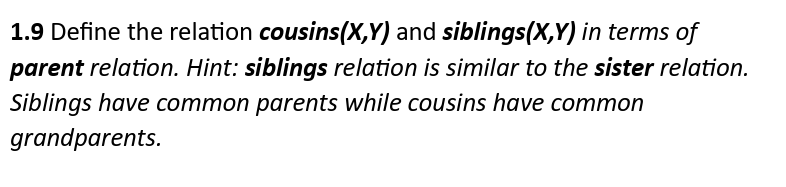 1.9 Define the relation cousins(X,Y) and siblings(X,Y) in terms of
parent relation. Hint: siblings relation is similar to the sister relation.
Siblings have common parents while cousins have common
grandparents.